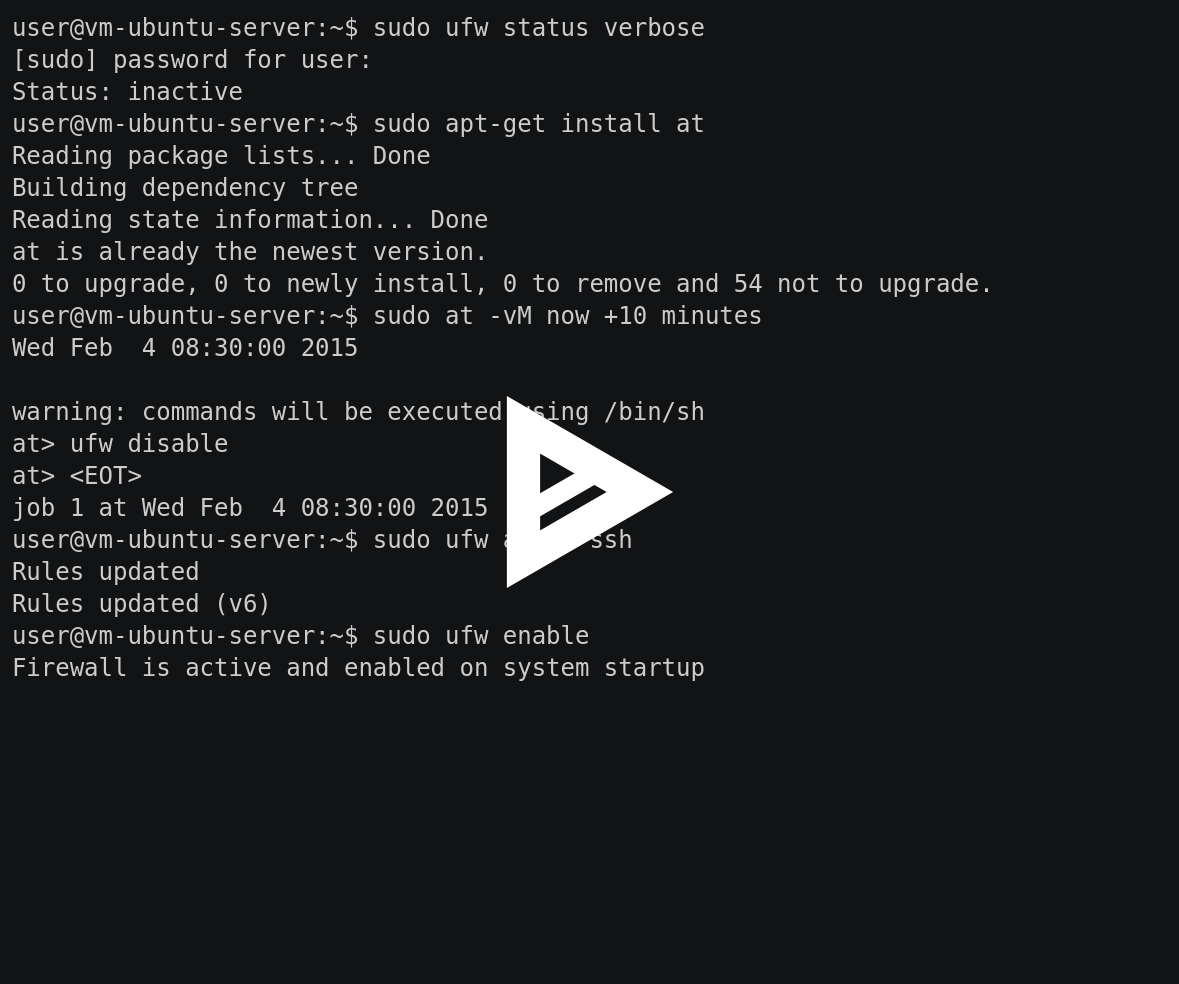 user@vm-ubuntu-server:~$ sudo ufw status verbose
[sudo] password for user:
Status: inactive
user@vm-ubuntu-server:~$ sudo apt-get install at
Reading package lists... Done
Building dependency tree
Reading state information... Done
at is already the newest version.
0 to upgrade, 0 to newly install, 0 to remove and 54 not to upgrade.
user@vm-ubuntu-server:~$ sudo at -vM now +10 minutes
Wed Feb  4 08:30:00 2015
warning: commands will be executed using /bin/sh
at> ufw disable
at> <EOT>
job 1 at Wed Feb  4 08:30:00 2015
user@vm-ubuntu-server:~$ sudo ufw ssh
Rules updated
Rules updated (v6)
user@vm-ubuntu-server:~$ sudo ufw enable
Firewall is active and enabled on system startup